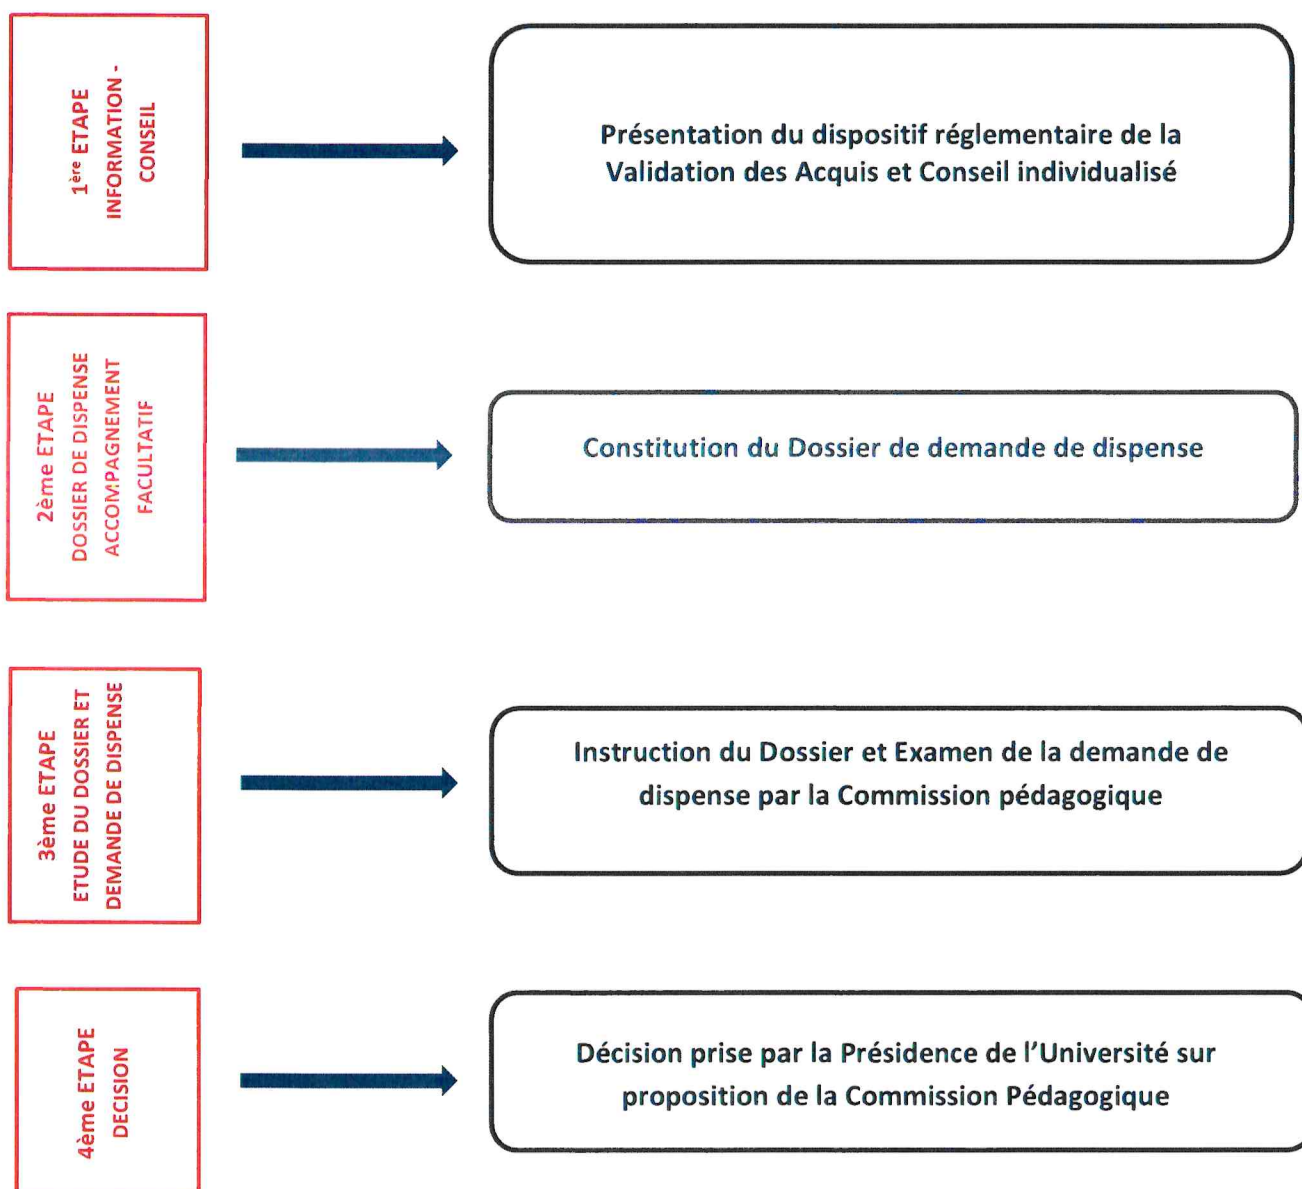 1ère ETAPE
INFORMATION -
CONSEIL
Présentation du dispositif réglementaire de la
Validation des Acquis et Conseil individualisé
2ème ETAPE
DOSSIER DE DISPENSE
ACCOMPAGNEMENT
FACULTATIF
Constitution du Dossier de demande de dispense
3ème ETAPE
ETUDE DU DOSSIER ET
DEMANDE DE DISPENSE
Instruction du Dossier et Examen de la demande de
dispense par la Commission pédagogique
4ème ETAPE
DECISION
Décision prise par la Présidence de l'Université sur
proposition de la Commission Pédagogique